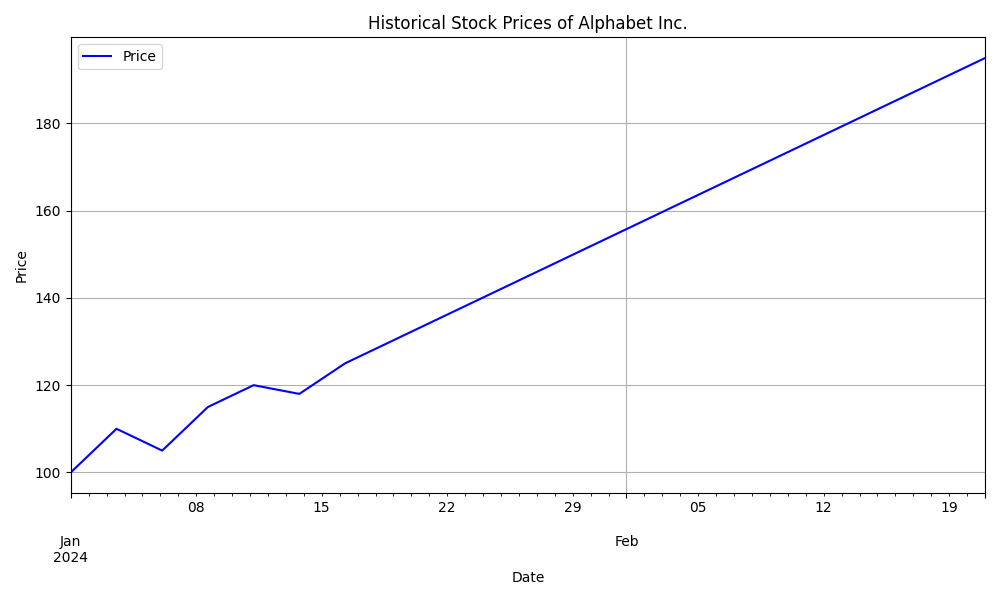 Historical Stock Prices of Alphabet Inc.
Price
180
160
140
120
100
Price
08 15 22 29 05 12 19
Jan Feb
2024
Date